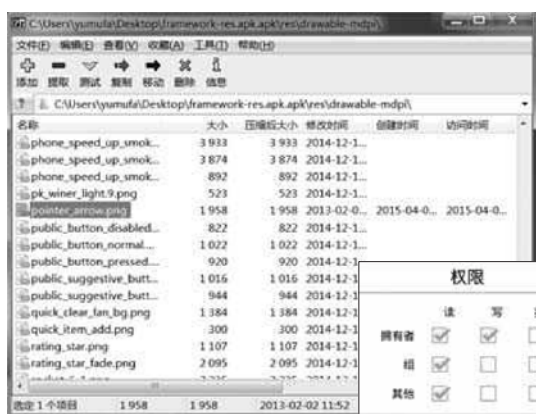 C:\Users\yumufa\Desktop\framework-res.apk.apk\res\drawable-mdpi\
文件(F) 编辑(E) 查看(V) 收藏(A) 工具(T) 帮助(H)
添加 提取 测试 复制 移动 删除 信息
C:\Users\yumufa\Desktop\framework-res.apk.apk\res\drawable-mdpi\
名称 大小 压缩后大小 修改时间 创建时间 访问时间
phone_speed_up_smok... 3 933 3 933 2014-12-1...
phone_speed_up_smok... 3 874 3 874 2014-12-1...
phone_speed_up_smok... 892 892 2014-12-1...
pk_winer_light.9.png 523 523 2014-12-1...
pointer_arrow.png 1 958 1 958 2013-02-0... 2015-04-0... 2015-04-0...
public_button_disabled... 822 822 2014-12-1...
public_button_normal.... 1 022 1 022 2014-12-1...
public_button_pressed.... 920 920 2014-12-1...
public_suggestive_butt... 1 016 1 016 2014-12-1...
public_suggestive_butt... 944 944 2014-12-1...
quick_clear_fan_bg.png 1 384 1 384 2014-12-1...
quick_item_add.png 300 300 2014-12-1...
rating_star.png 1 107 1 107 2014-12-1...
rating_star_fade.png 2 095 2 095 2014-12-1...
选定 1 个项目 1 958 1 958 2013-02-02 11:52
权限
读 写
拥有者
组
其他